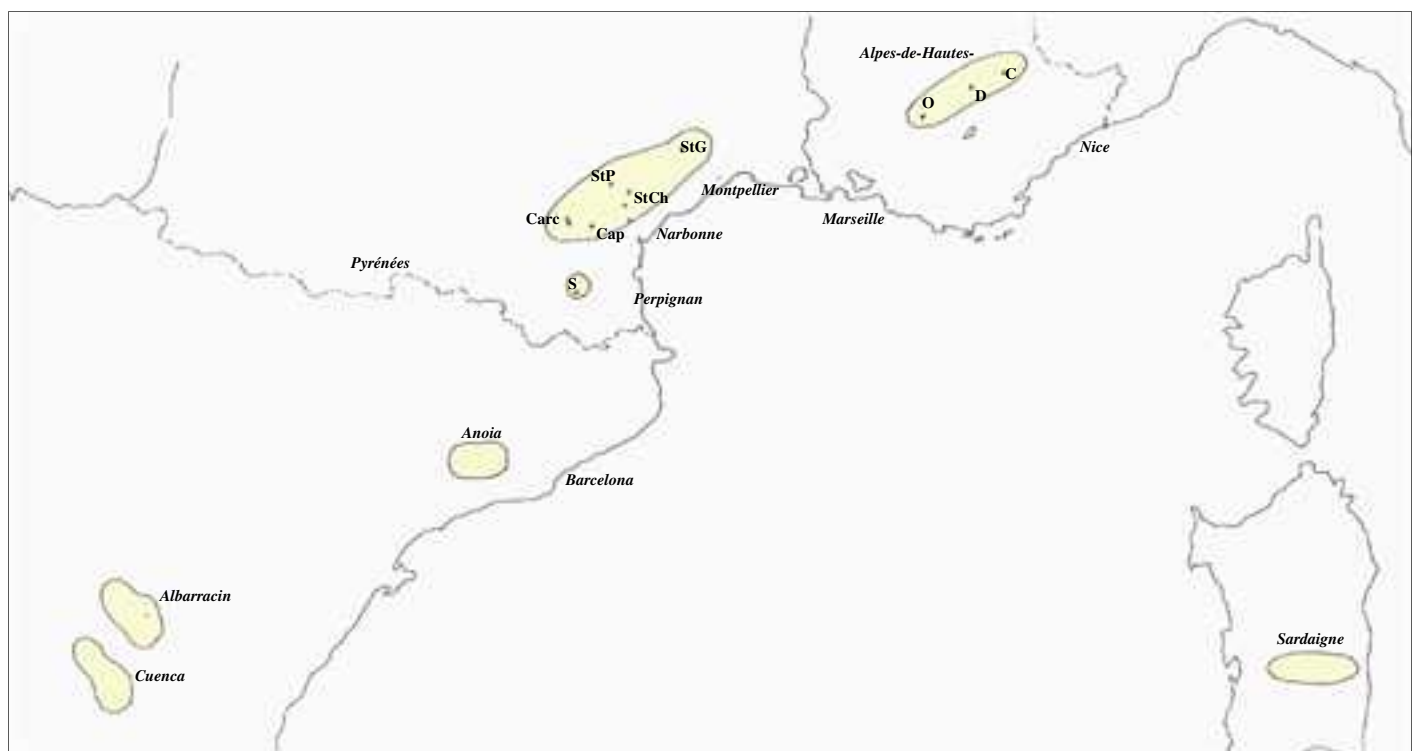 Alpes-de-Hautes-
C
D
O
Nice
StG
StP
StCh
Montpellier
Carc
Cap
Marseille
Narbonne
Pyrénées
S
Perpignan
Anoia
Barcelona
Albarracin
Cuenca
Sardaigne